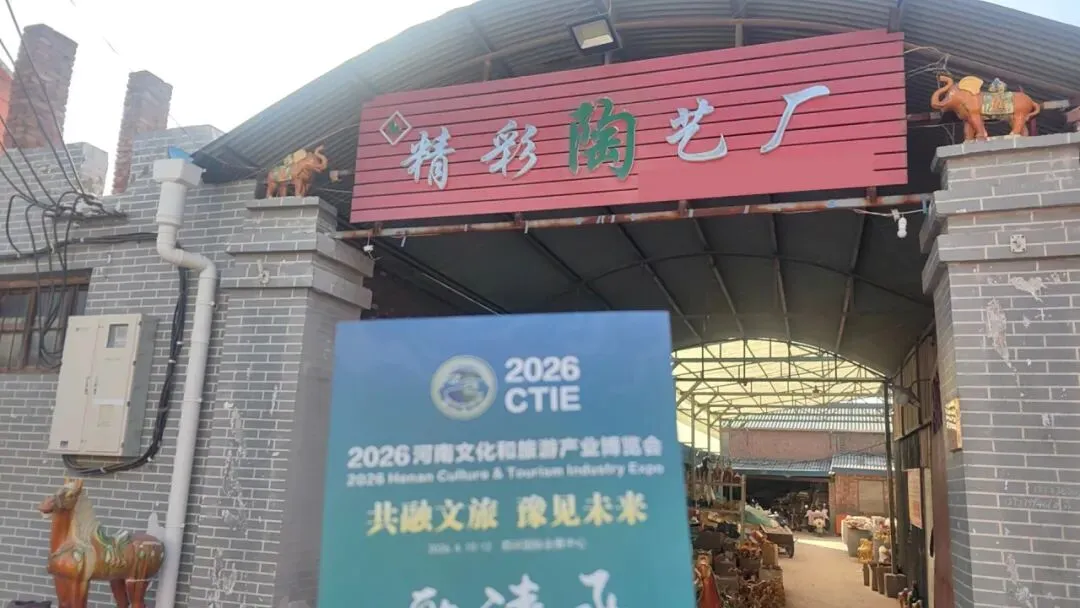 精彩陶艺厂
2026
CTIE
2026河南文化和旅游产业博览会
2026 Henan Culture & Tourism Industry Expo
共融文旅 豫见未来